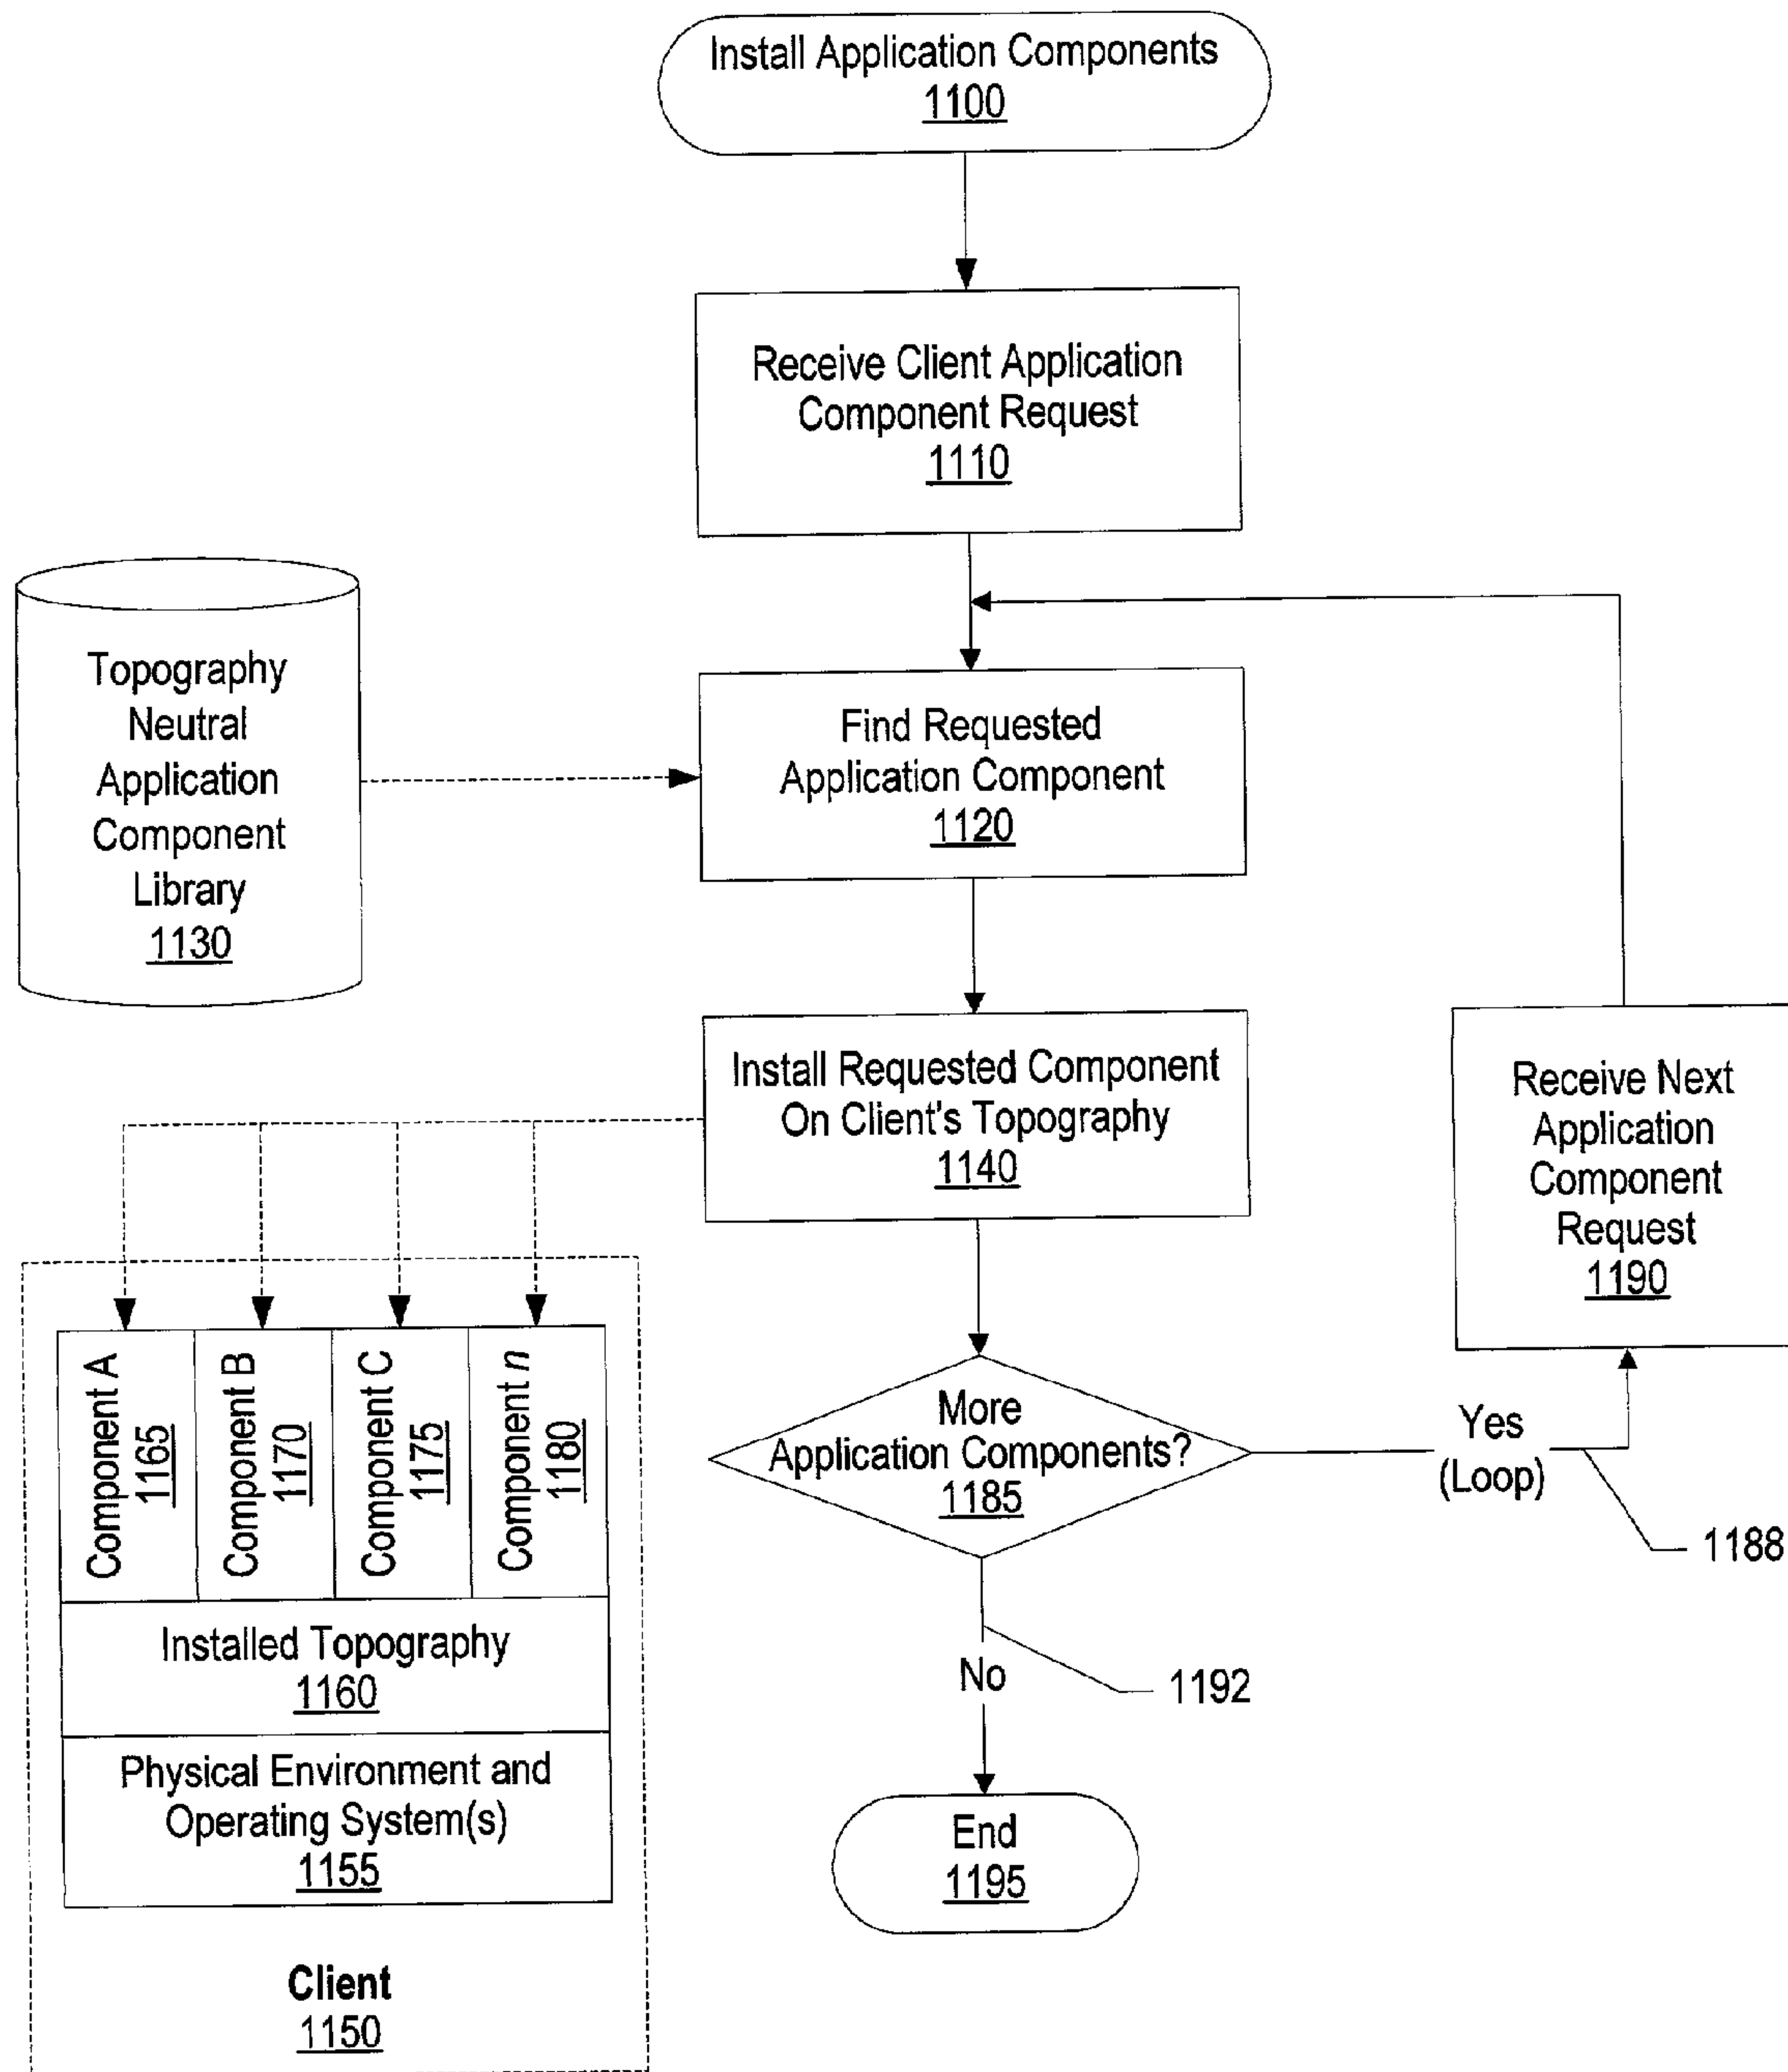 Install Application Components
1100
Receive Client Application
Component Request
1110
Topography
Neutral
Application
Component
Library
1130
Find Requested
Application Component
1120
Install Requested Component
On Client's Topography
1140
Receive Next
Application
Component
Request
1190
Component A
1165
Component B
1170
Component C
1175
Component n
1180
More
Application Components?
1185
Yes
(Loop)
1188
Installed Topography
1160
No
1192
Physical Environment and
Operating System(s)
1155
End
1195
Client
1150